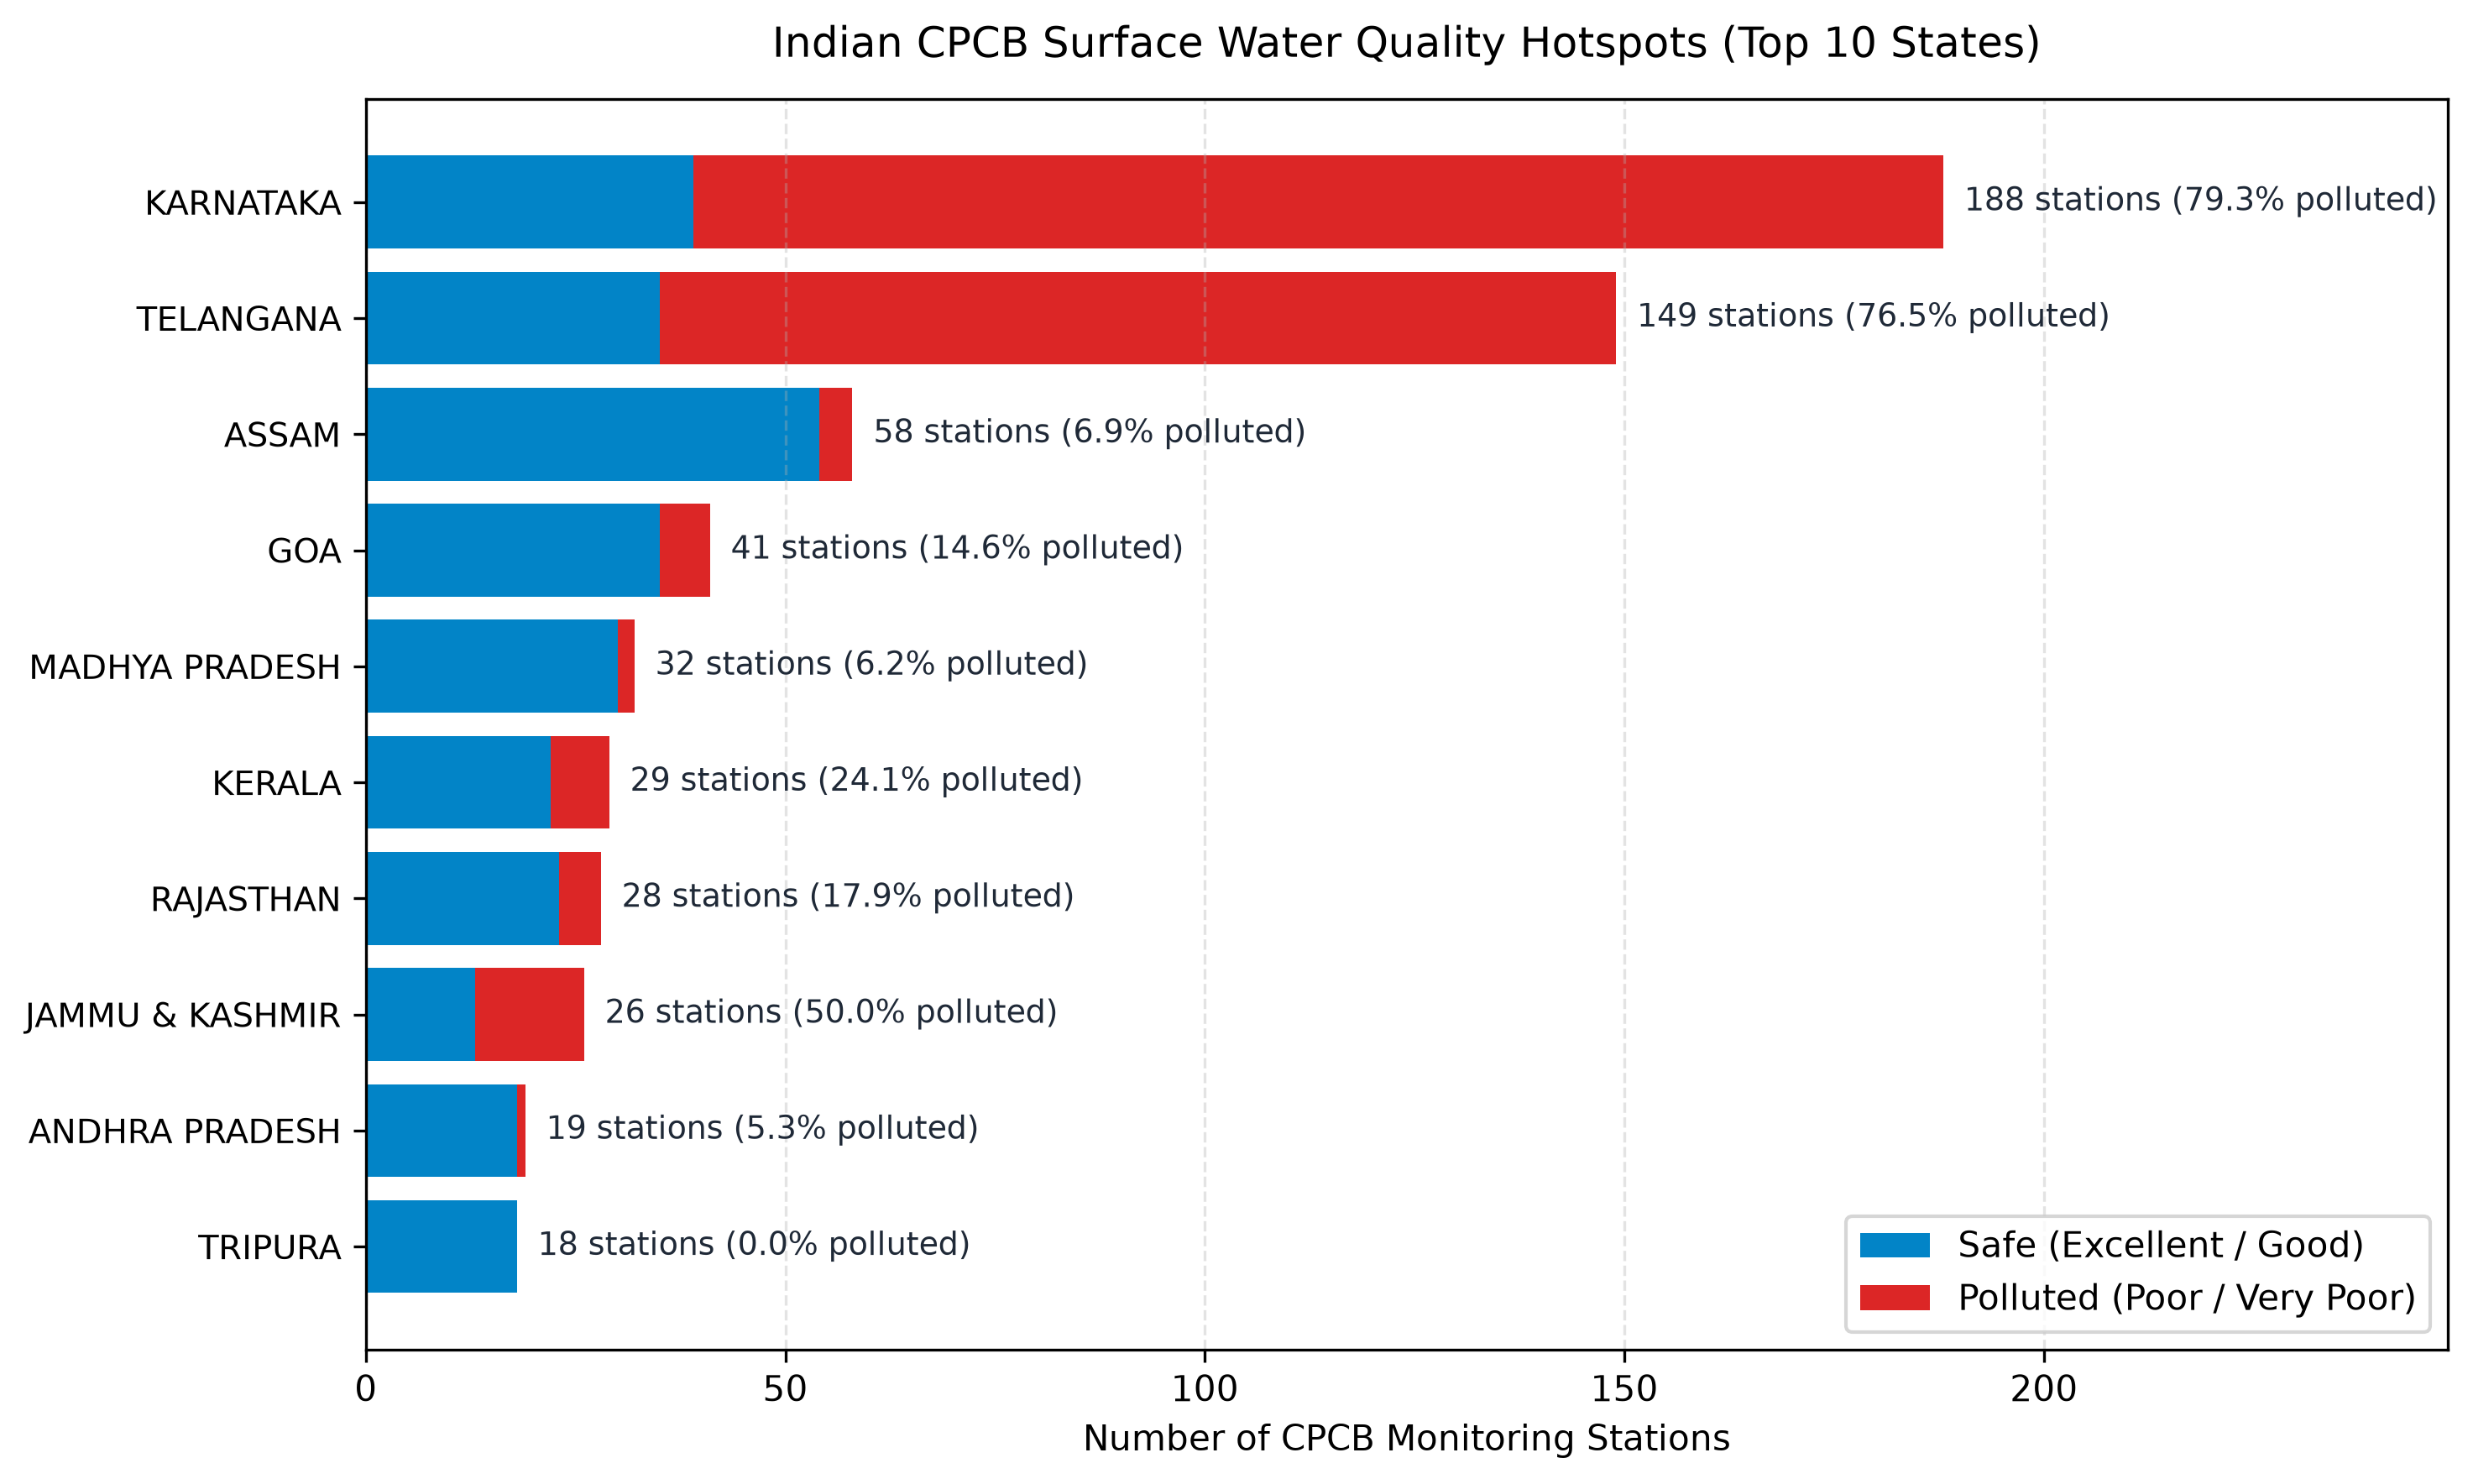 Indian CPCB Surface Water Quality Hotspots (Top 10 States)
KARNATAKA
188 stations (79.3% polluted)
TELANGANA
149 stations (76.5% polluted)
ASSAM
58 stations (6.9% polluted)
GOA
41 stations (14.6% polluted)
MADHYA PRADESH
32 stations (6.2% polluted)
KERALA
29 stations (24.1% polluted)
RAJASTHAN
28 stations (17.9% polluted)
JAMMU & KASHMIR
26 stations (50.0% polluted)
ANDHRA PRADESH
19 stations (5.3% polluted)
TRIPURA
18 stations (0.0% polluted)
Safe (Excellent / Good)
Polluted (Poor / Very Poor)
0 50 100 150 200
Number of CPCB Monitoring Stations